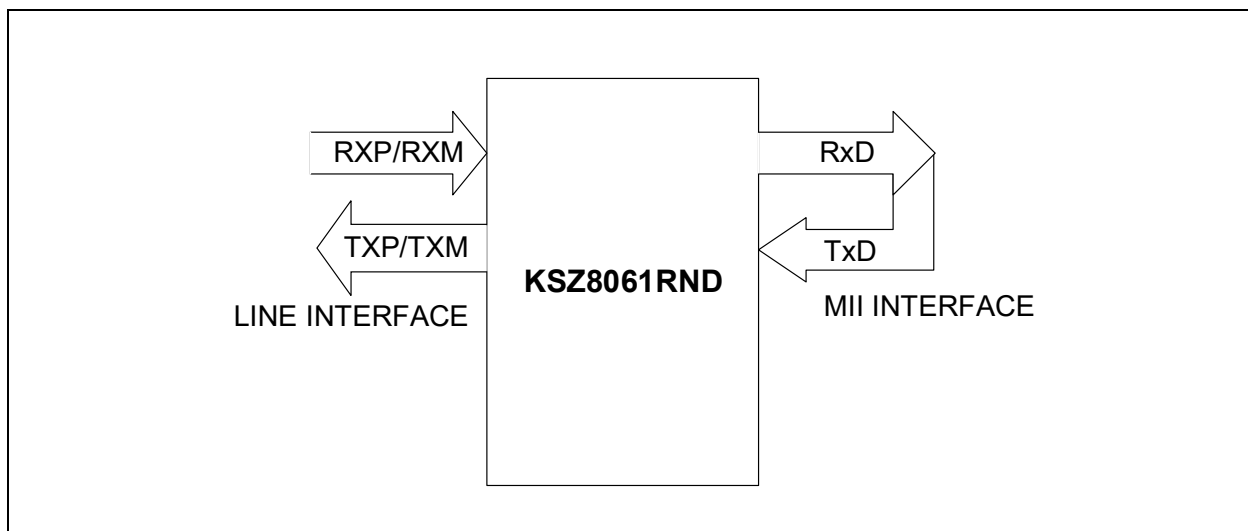 RXP/RXM
RxD
TXP/TXM
TxD
KSZ8061RND
LINE INTERFACE
MII INTERFACE